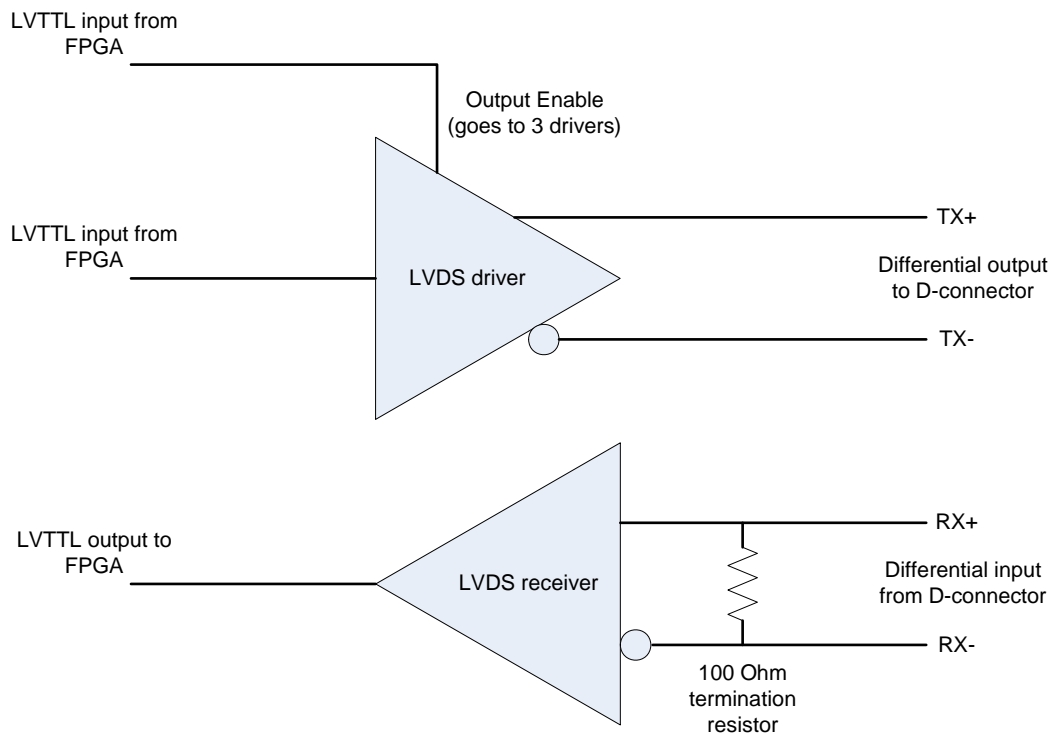 LVTTL input from
FPGA
Output Enable
(goes to 3 drivers)
LVTTL input from
FPGA
LVDS driver
TX+
Differential output
to D-connector
TX-
LVTTL output to
FPGA
LVDS receiver
RX+
Differential input
from D-connector
RX-
100 Ohm
termination
resistor